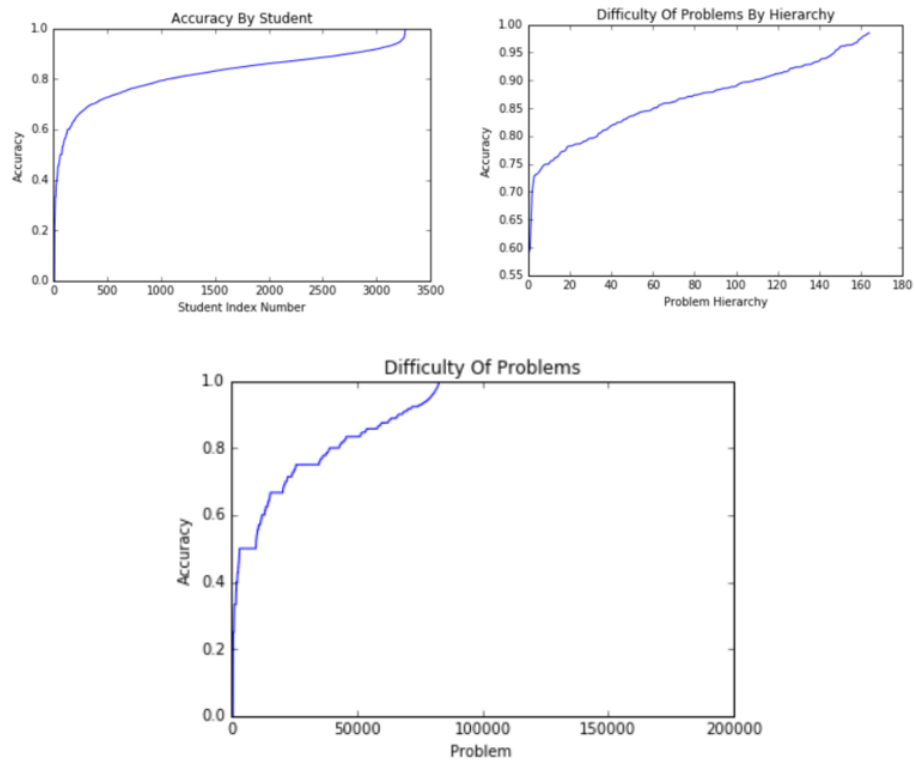 Accuracy By Student
1.0
0.8
0.6
0.4
0.2
0.0
Accuracy
0 500 1000 1500 2000 2500 3000 3500
Student Index Number
Difficulty Of Problems By Hierarchy
1.00
0.95
0.90
0.85
0.80
0.75
0.70
0.65
0.60
0.55
Accuracy
0 20 40 60 80 100 120 140 160 180
Problem Hierarchy
Difficulty Of Problems
1.0
0.8
0.6
0.4
0.2
0.0
Accuracy
0 50000 100000 150000 200000
Problem